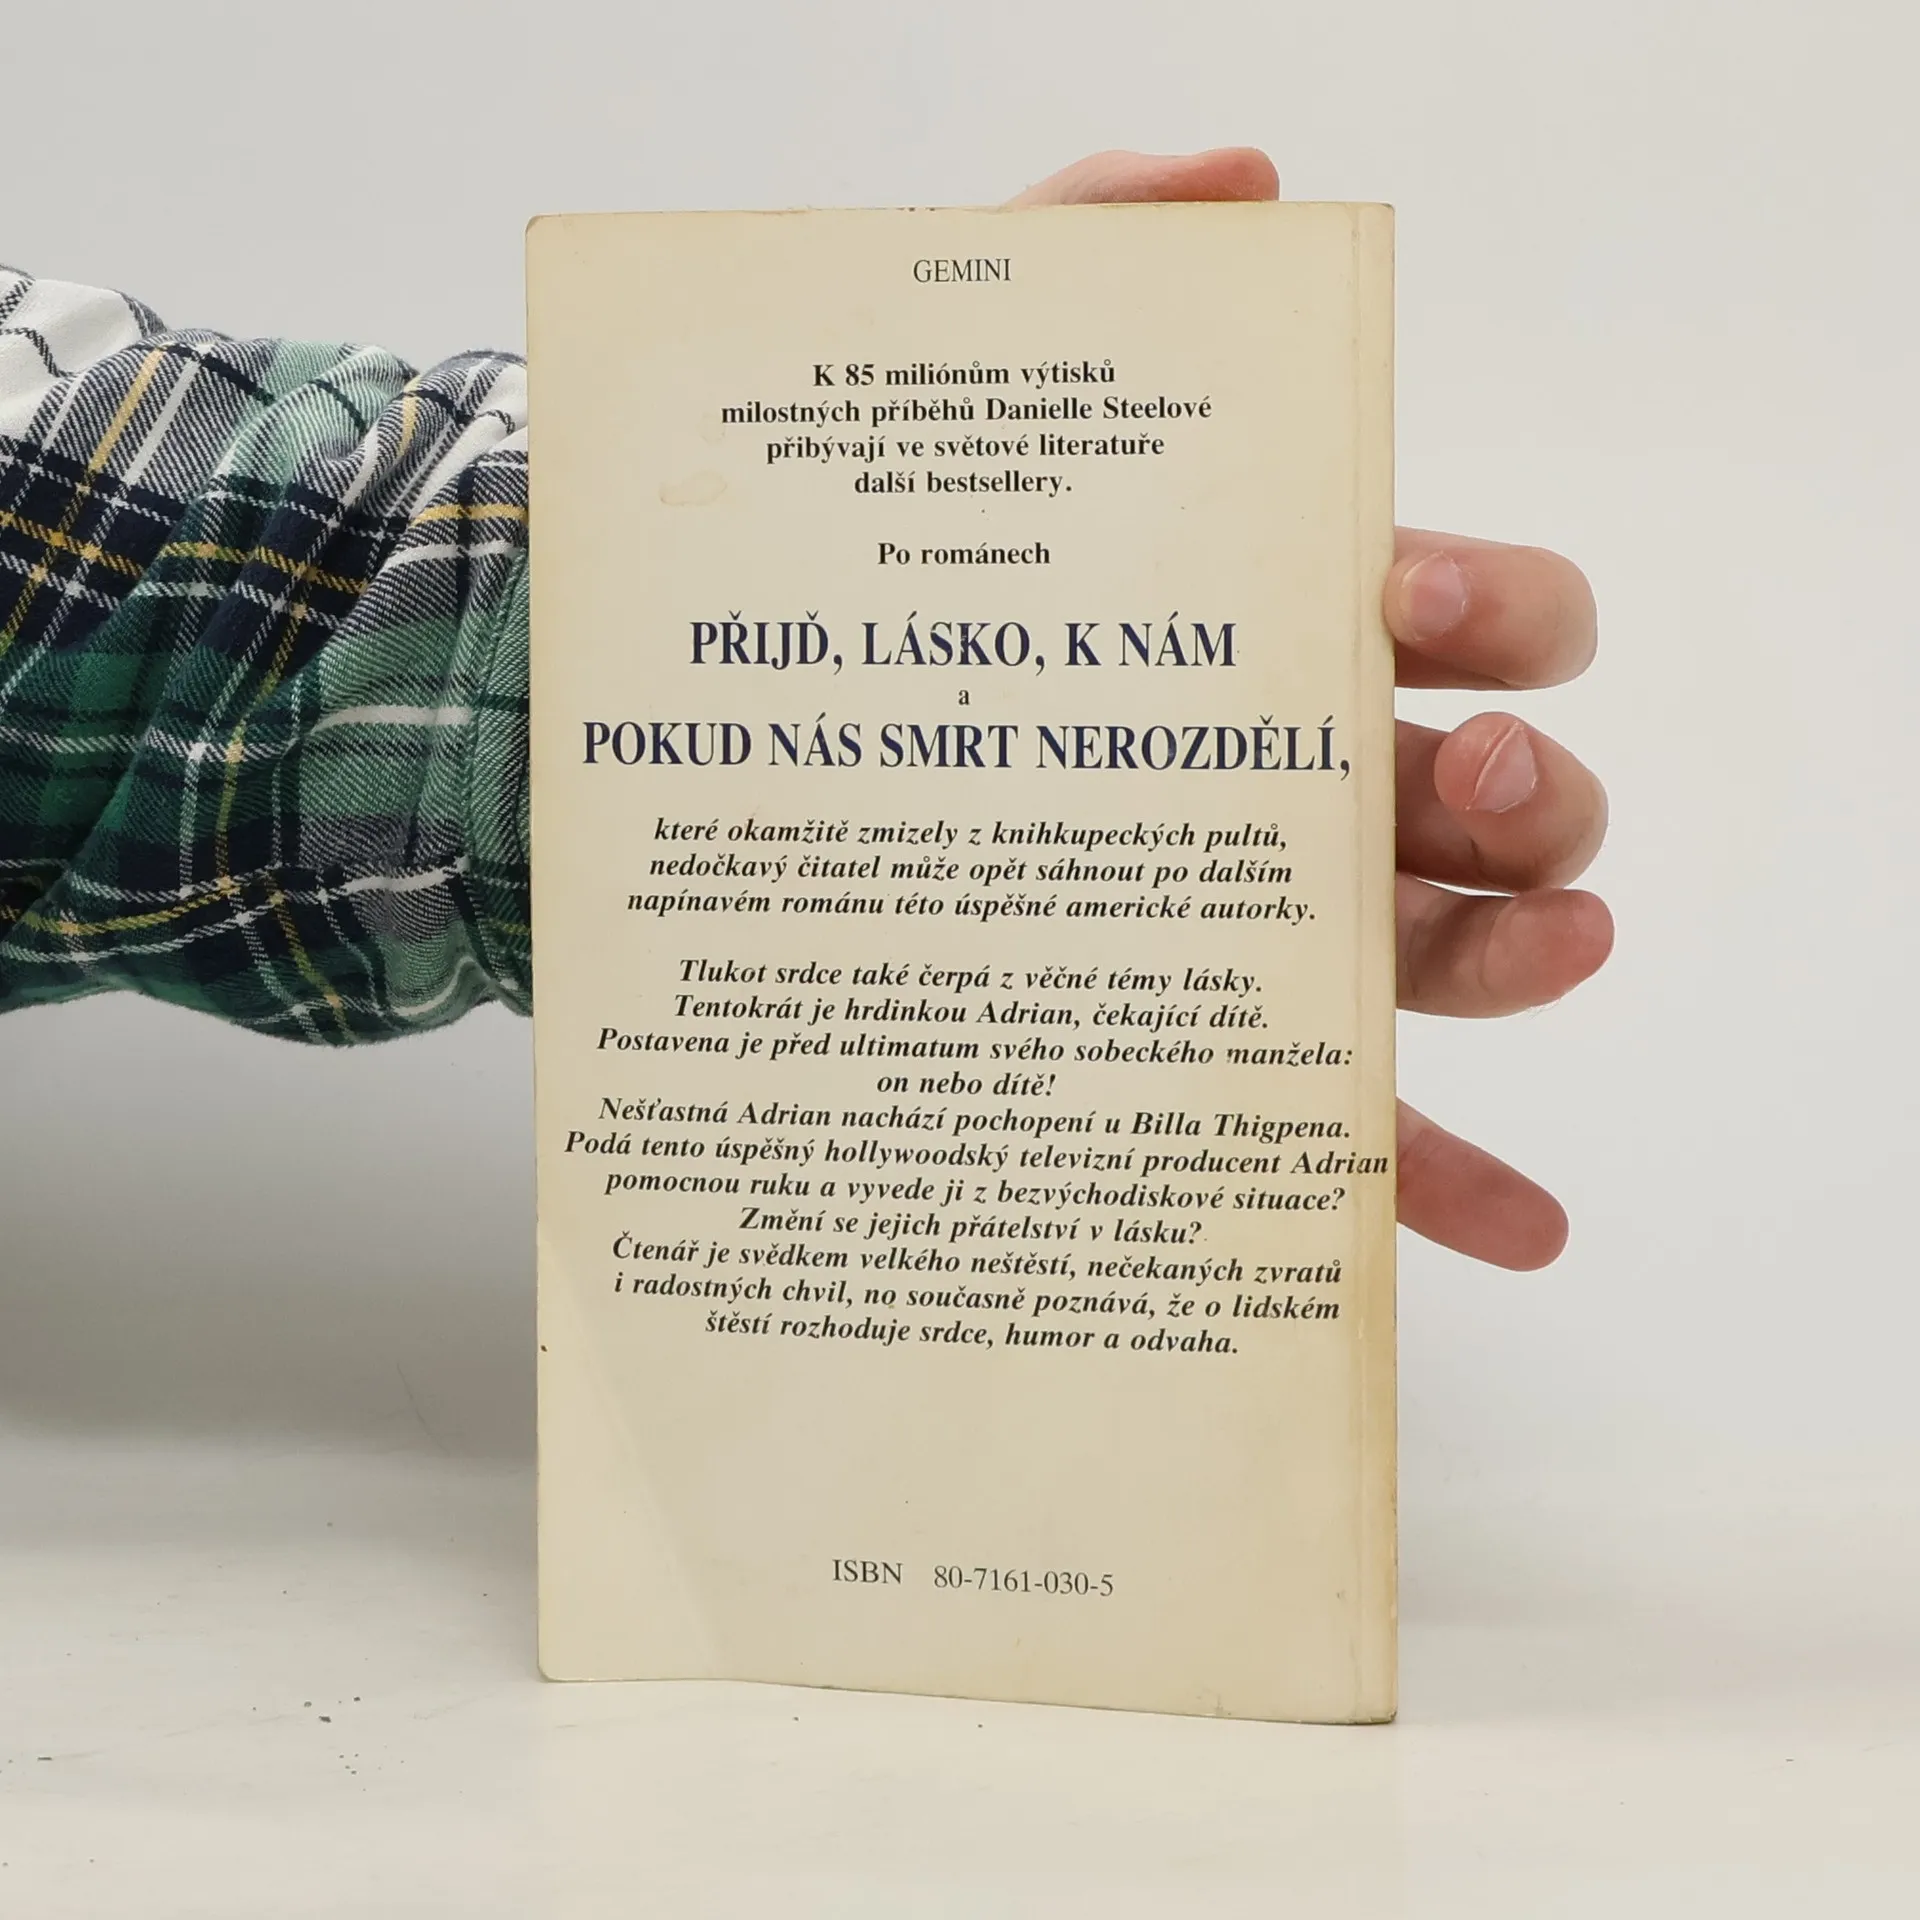 GEMINI
K 85 miliónům výtisků
milostných příběhů Danielle Steelové
přibývají ve světové literatuře
další bestsellery.
Po románech
PŘIJĎ, LÁSKO, K NÁM
a
POKUD NÁS SMRT NEROZDĚLÍ,
které okamžitě zmizely z knihkupeckých pultů,
nedočkavý čitatel může opět sáhnout po dalším
napínavém románu této úspěšné americké autorky.
Tlukot srdce také čerpá z věčné témy lásky.
Tentokrát je hrdinkou Adrian, čekající dítě.
Postavena je před ultimatum svého sobeckého manžela:
on nebo dítě!
Nešťastná Adrian nachází pochopení u Billa Thigpena.
Podá tento úspěšný hollywoodský televizní producent Adrian
pomocnou ruku a vyvede ji z bezvýchodiskové situace?
Změní se jejich přátelství v lásku?
Čtenář je svědkem velkého neštěstí, nečekaných zvratů
i radostných chvil, no současně poznává, že o lidském
štěstí rozhoduje srdce, humor a odvaha.
ISBN 80-7161-030-5